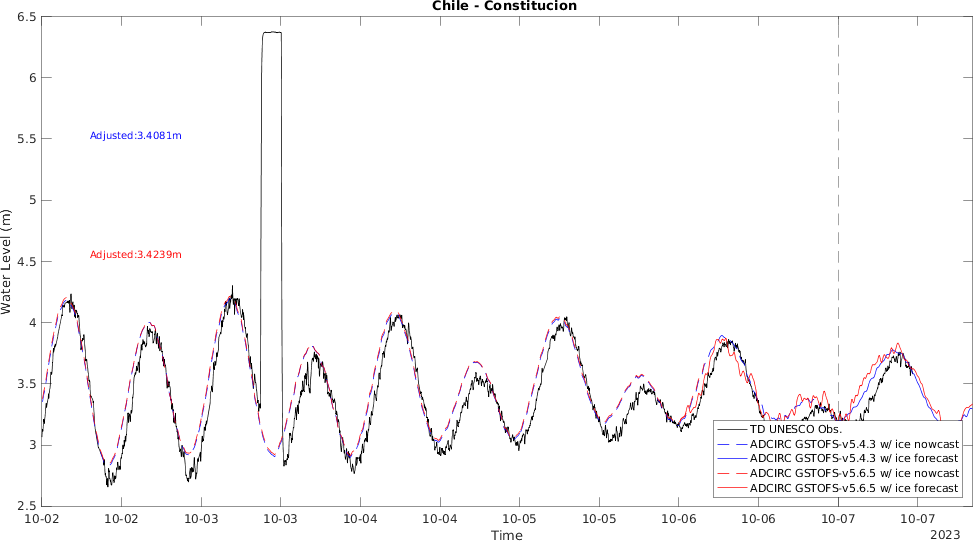 Chile - Constitucion
6.5
6
5.5
5
4.5
4
3.5
3
2.5
Water Level (m)
Adjusted:3.4081m
Adjusted:3.4239m
TD UNESCO Obs.
ADCIRC GSTOFS-v5.4.3 w/ ice nowcast
ADCIRC GSTOFS-v5.4.3 w/ ice forecast
ADCIRC GSTOFS-v5.6.5 w/ ice nowcast
ADCIRC GSTOFS-v5.6.5 w/ ice forecast
10-02 10-02 10-03 10-03 10-04 10-04 10-05 10-05 10-06 10-06 10-07 10-07
Time
2023